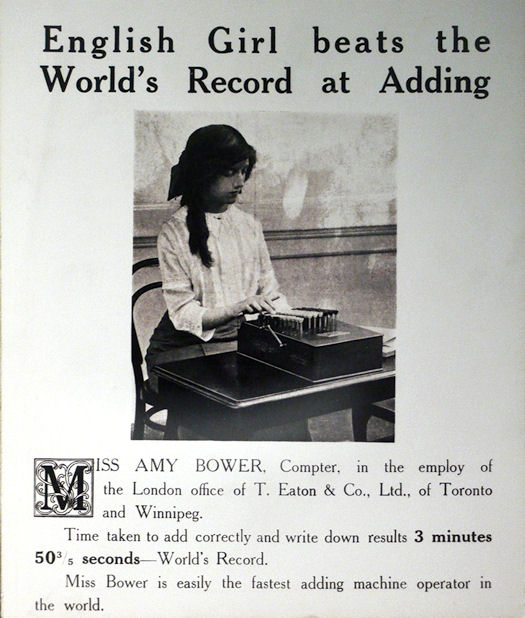 English Girl beats the
World's Record at Adding
MISS AMY BOWER, Compter, in the employ of
the London office of T. Eaton & Co., Ltd., of Toronto
and Winnipeg.
Time taken to add correctly and write down results 3 minutes
50 3/5 seconds—World's Record.
Miss Bower is easily the fastest adding machine operator in
the world.